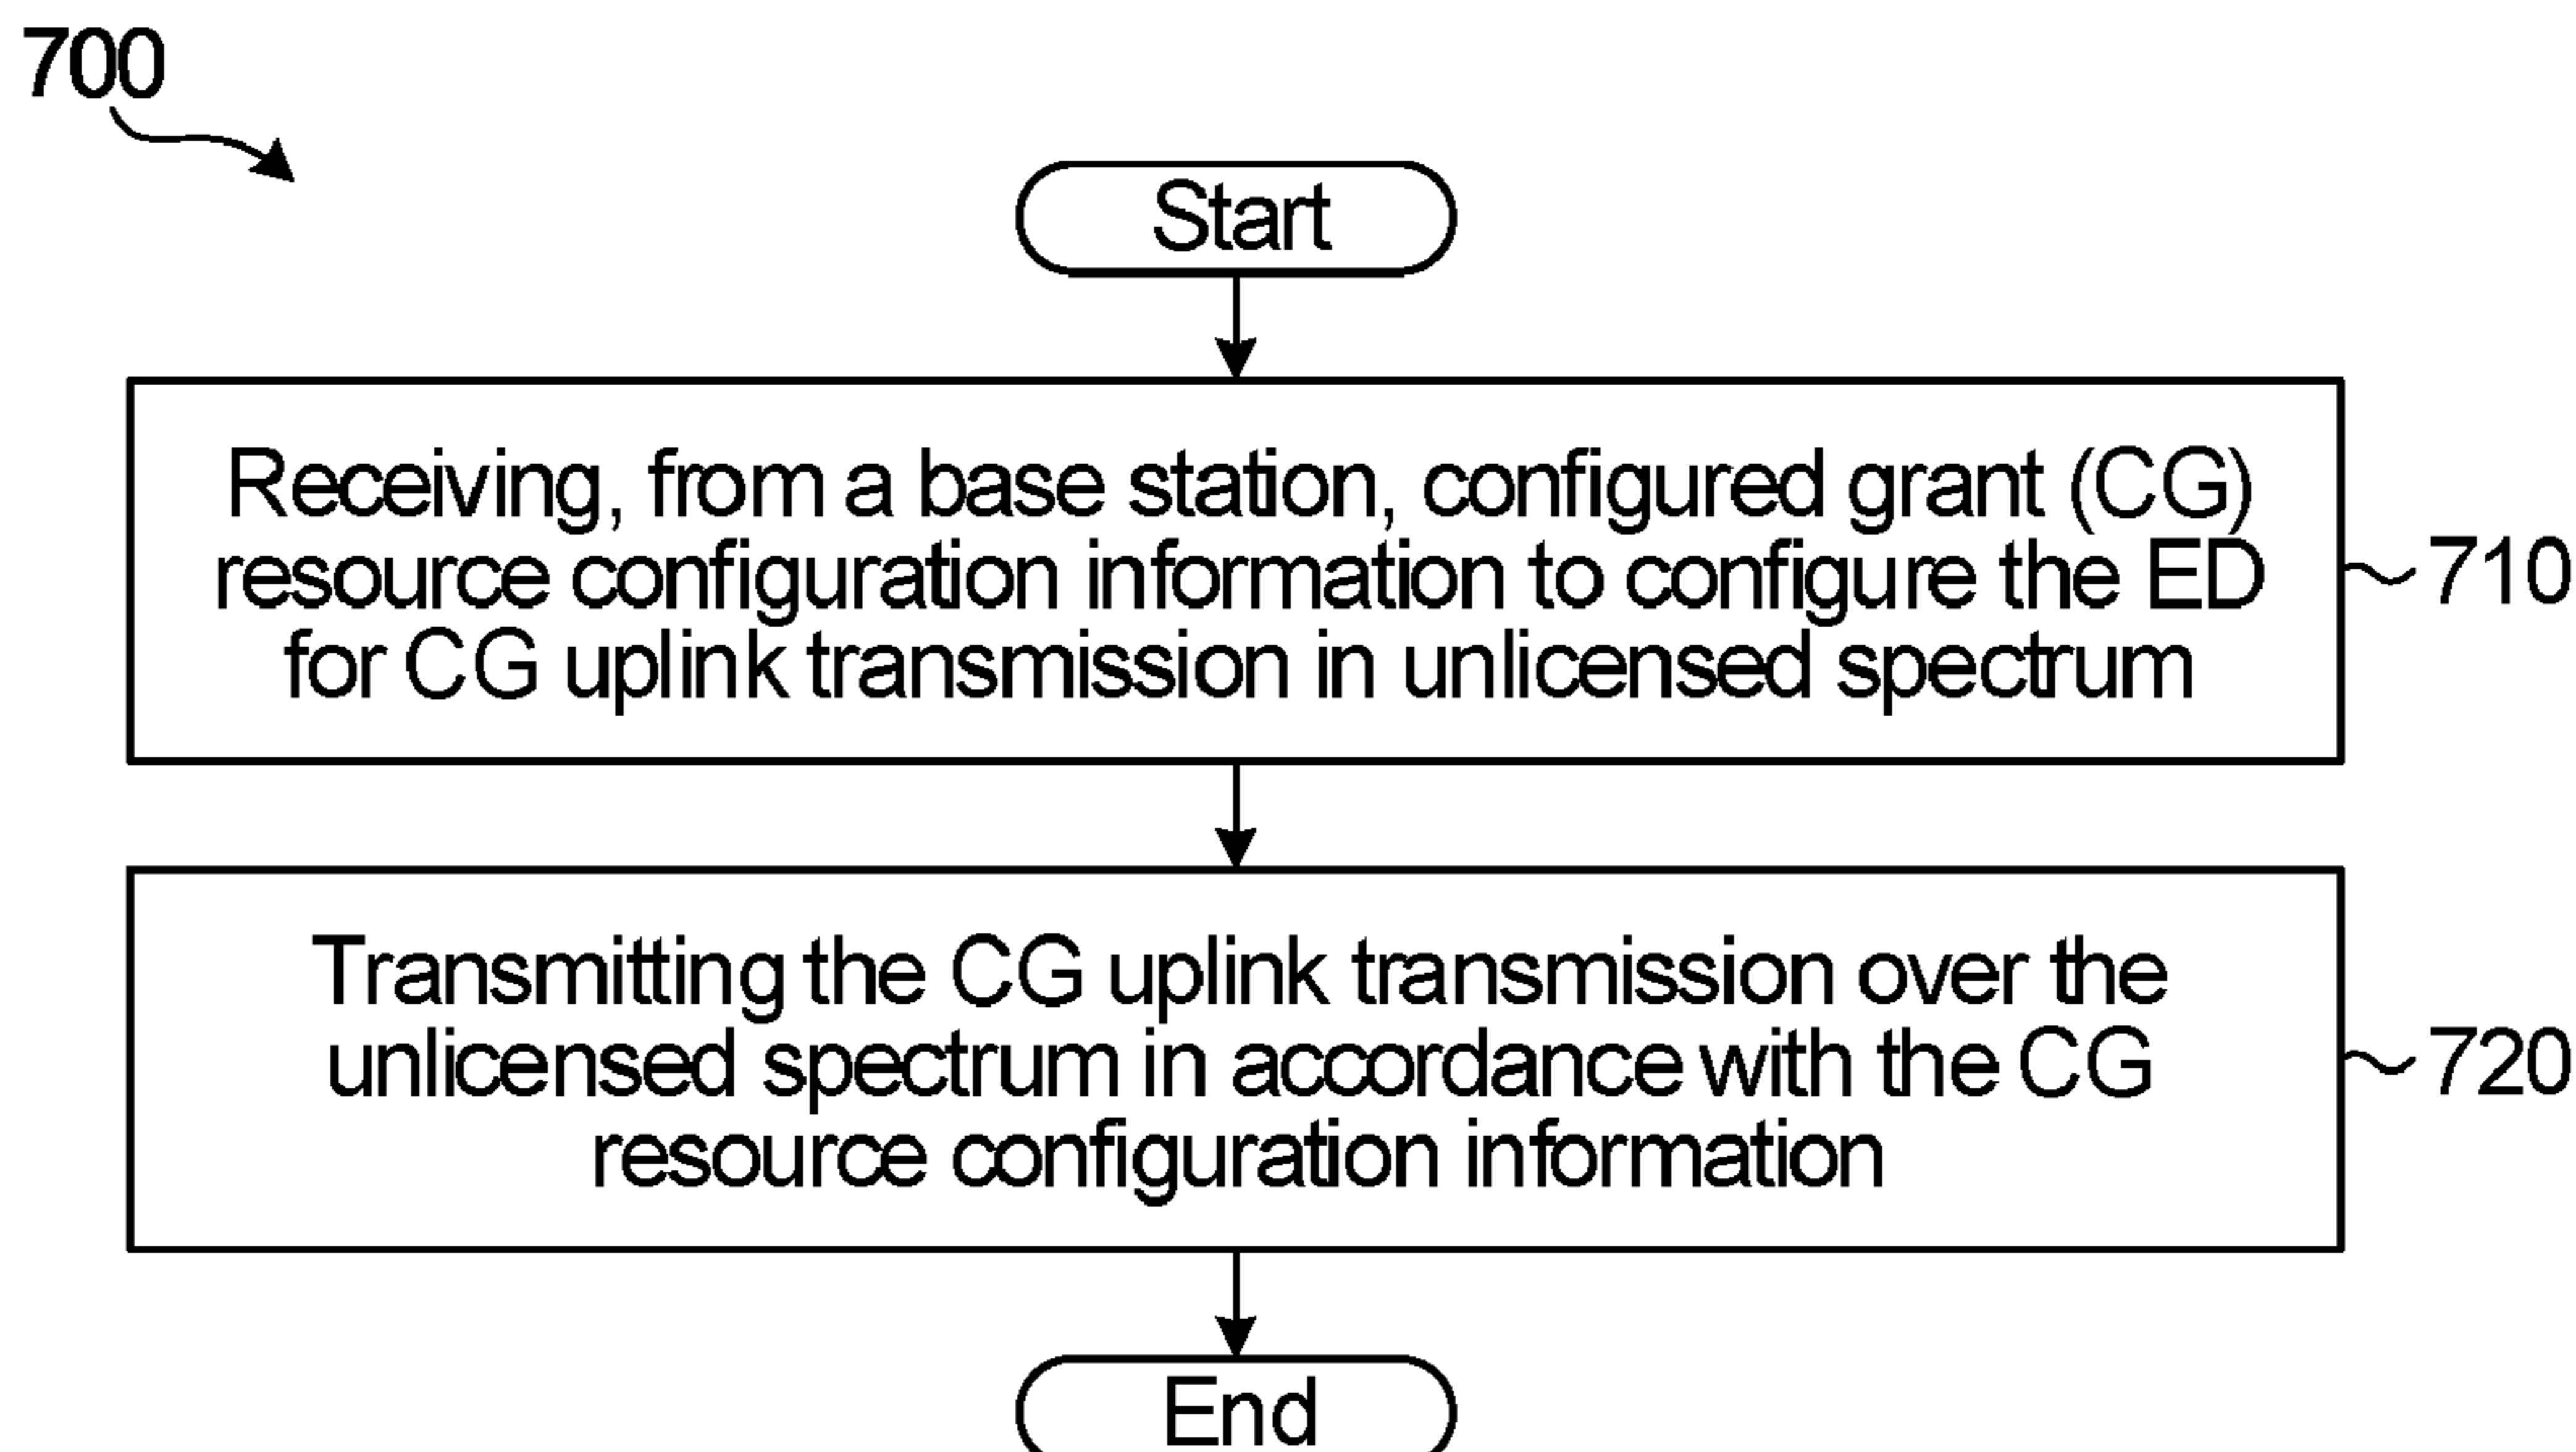 700
Start
Receiving, from a base station, configured grant (CG)
resource configuration information to configure the ED
for CG uplink transmission in unlicensed spectrum
710
Transmitting the CG uplink transmission over the
unlicensed spectrum in accordance with the CG
resource configuration information
720
End